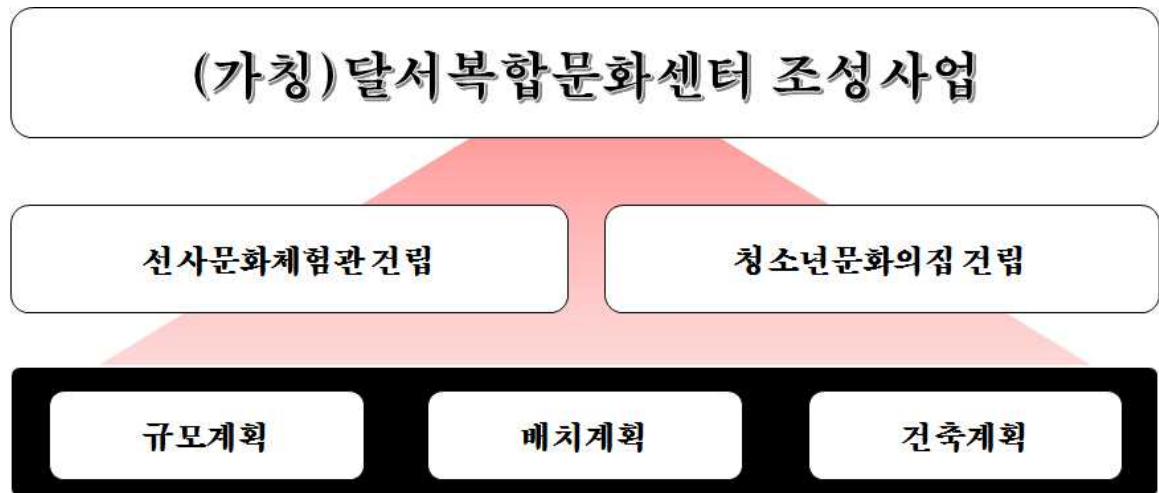 (가칭)달서복합문화센터 조성사업
선사문화체험관 건립
청소년문화의집 건립
규모계획
배치계획
건축계획